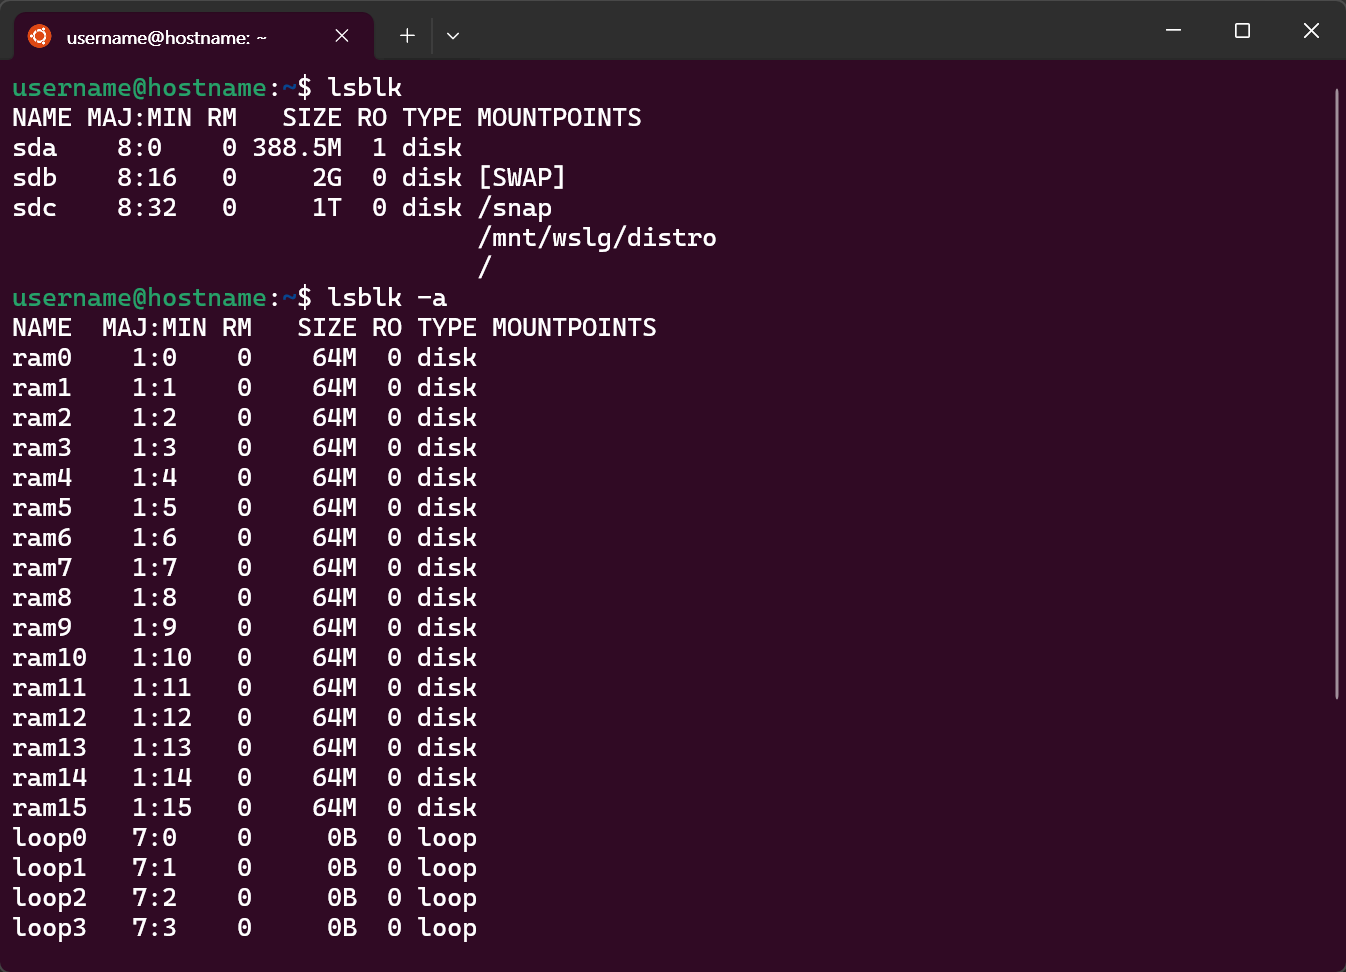 username@hostname: ~
username@hostname:~$ lsblk
NAME MAJ:MIN RM   SIZE RO TYPE MOUNTPOINTS
sda    8:0    0 388.5M  1 disk
sdb    8:16   0     2G  0 disk [SWAP]
sdc    8:32   0     1T  0 disk /snap
                               /mnt/wslg/distro
                               /
username@hostname:~$ lsblk -a
NAME  MAJ:MIN RM   SIZE RO TYPE MOUNTPOINTS
ram0    1:0    0    64M  0 disk
ram1    1:1    0    64M  0 disk
ram2    1:2    0    64M  0 disk
ram3    1:3    0    64M  0 disk
ram4    1:4    0    64M  0 disk
ram5    1:5    0    64M  0 disk
ram6    1:6    0    64M  0 disk
ram7    1:7    0    64M  0 disk
ram8    1:8    0    64M  0 disk
ram9    1:9    0    64M  0 disk
ram10   1:10   0    64M  0 disk
ram11   1:11   0    64M  0 disk
ram12   1:12   0    64M  0 disk
ram13   1:13   0    64M  0 disk
ram14   1:14   0    64M  0 disk
ram15   1:15   0    64M  0 disk
loop0   7:0    0     0B  0 loop
loop1   7:1    0     0B  0 loop
loop2   7:2    0     0B  0 loop
loop3   7:3    0     0B  0 loop